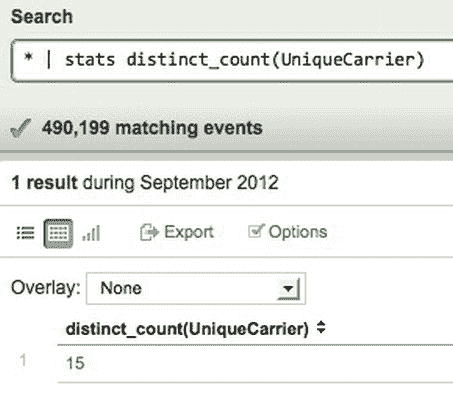 Search
* | stats distinct_count(UniqueCarrier)
490,199 matching events
1 result during September 2012
Export Options
Overlay: None
distinct_count(UniqueCarrier)
1 15